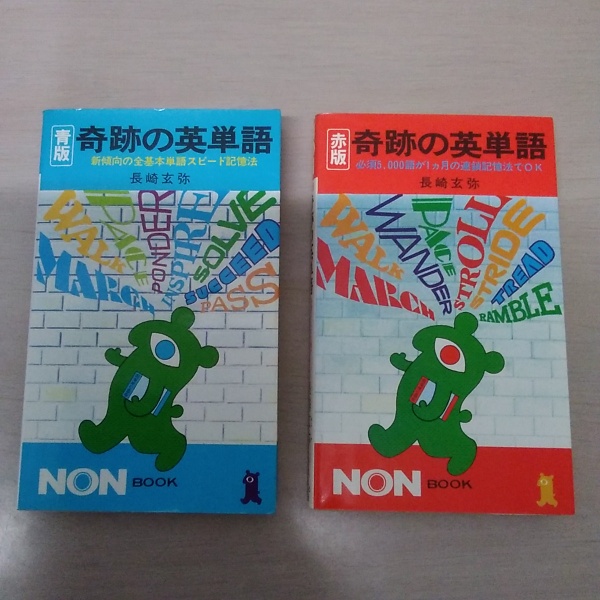 青版
奇跡の英単語
新傾向の全基本単語スピード記憶法
長崎玄弥
WALK
PACE
PONDER
ASPIRE
SOLVE
MARCH
SUCCEED
PASS
NON BOOK
赤版
奇跡の英単語
必須5,000語が1ヵ月の連鎖記憶法でOK
長崎玄弥
WALK
WANDER
PACE
STROLL
STRIDE
MARCH
TREAD
RAMBLE
NON BOOK